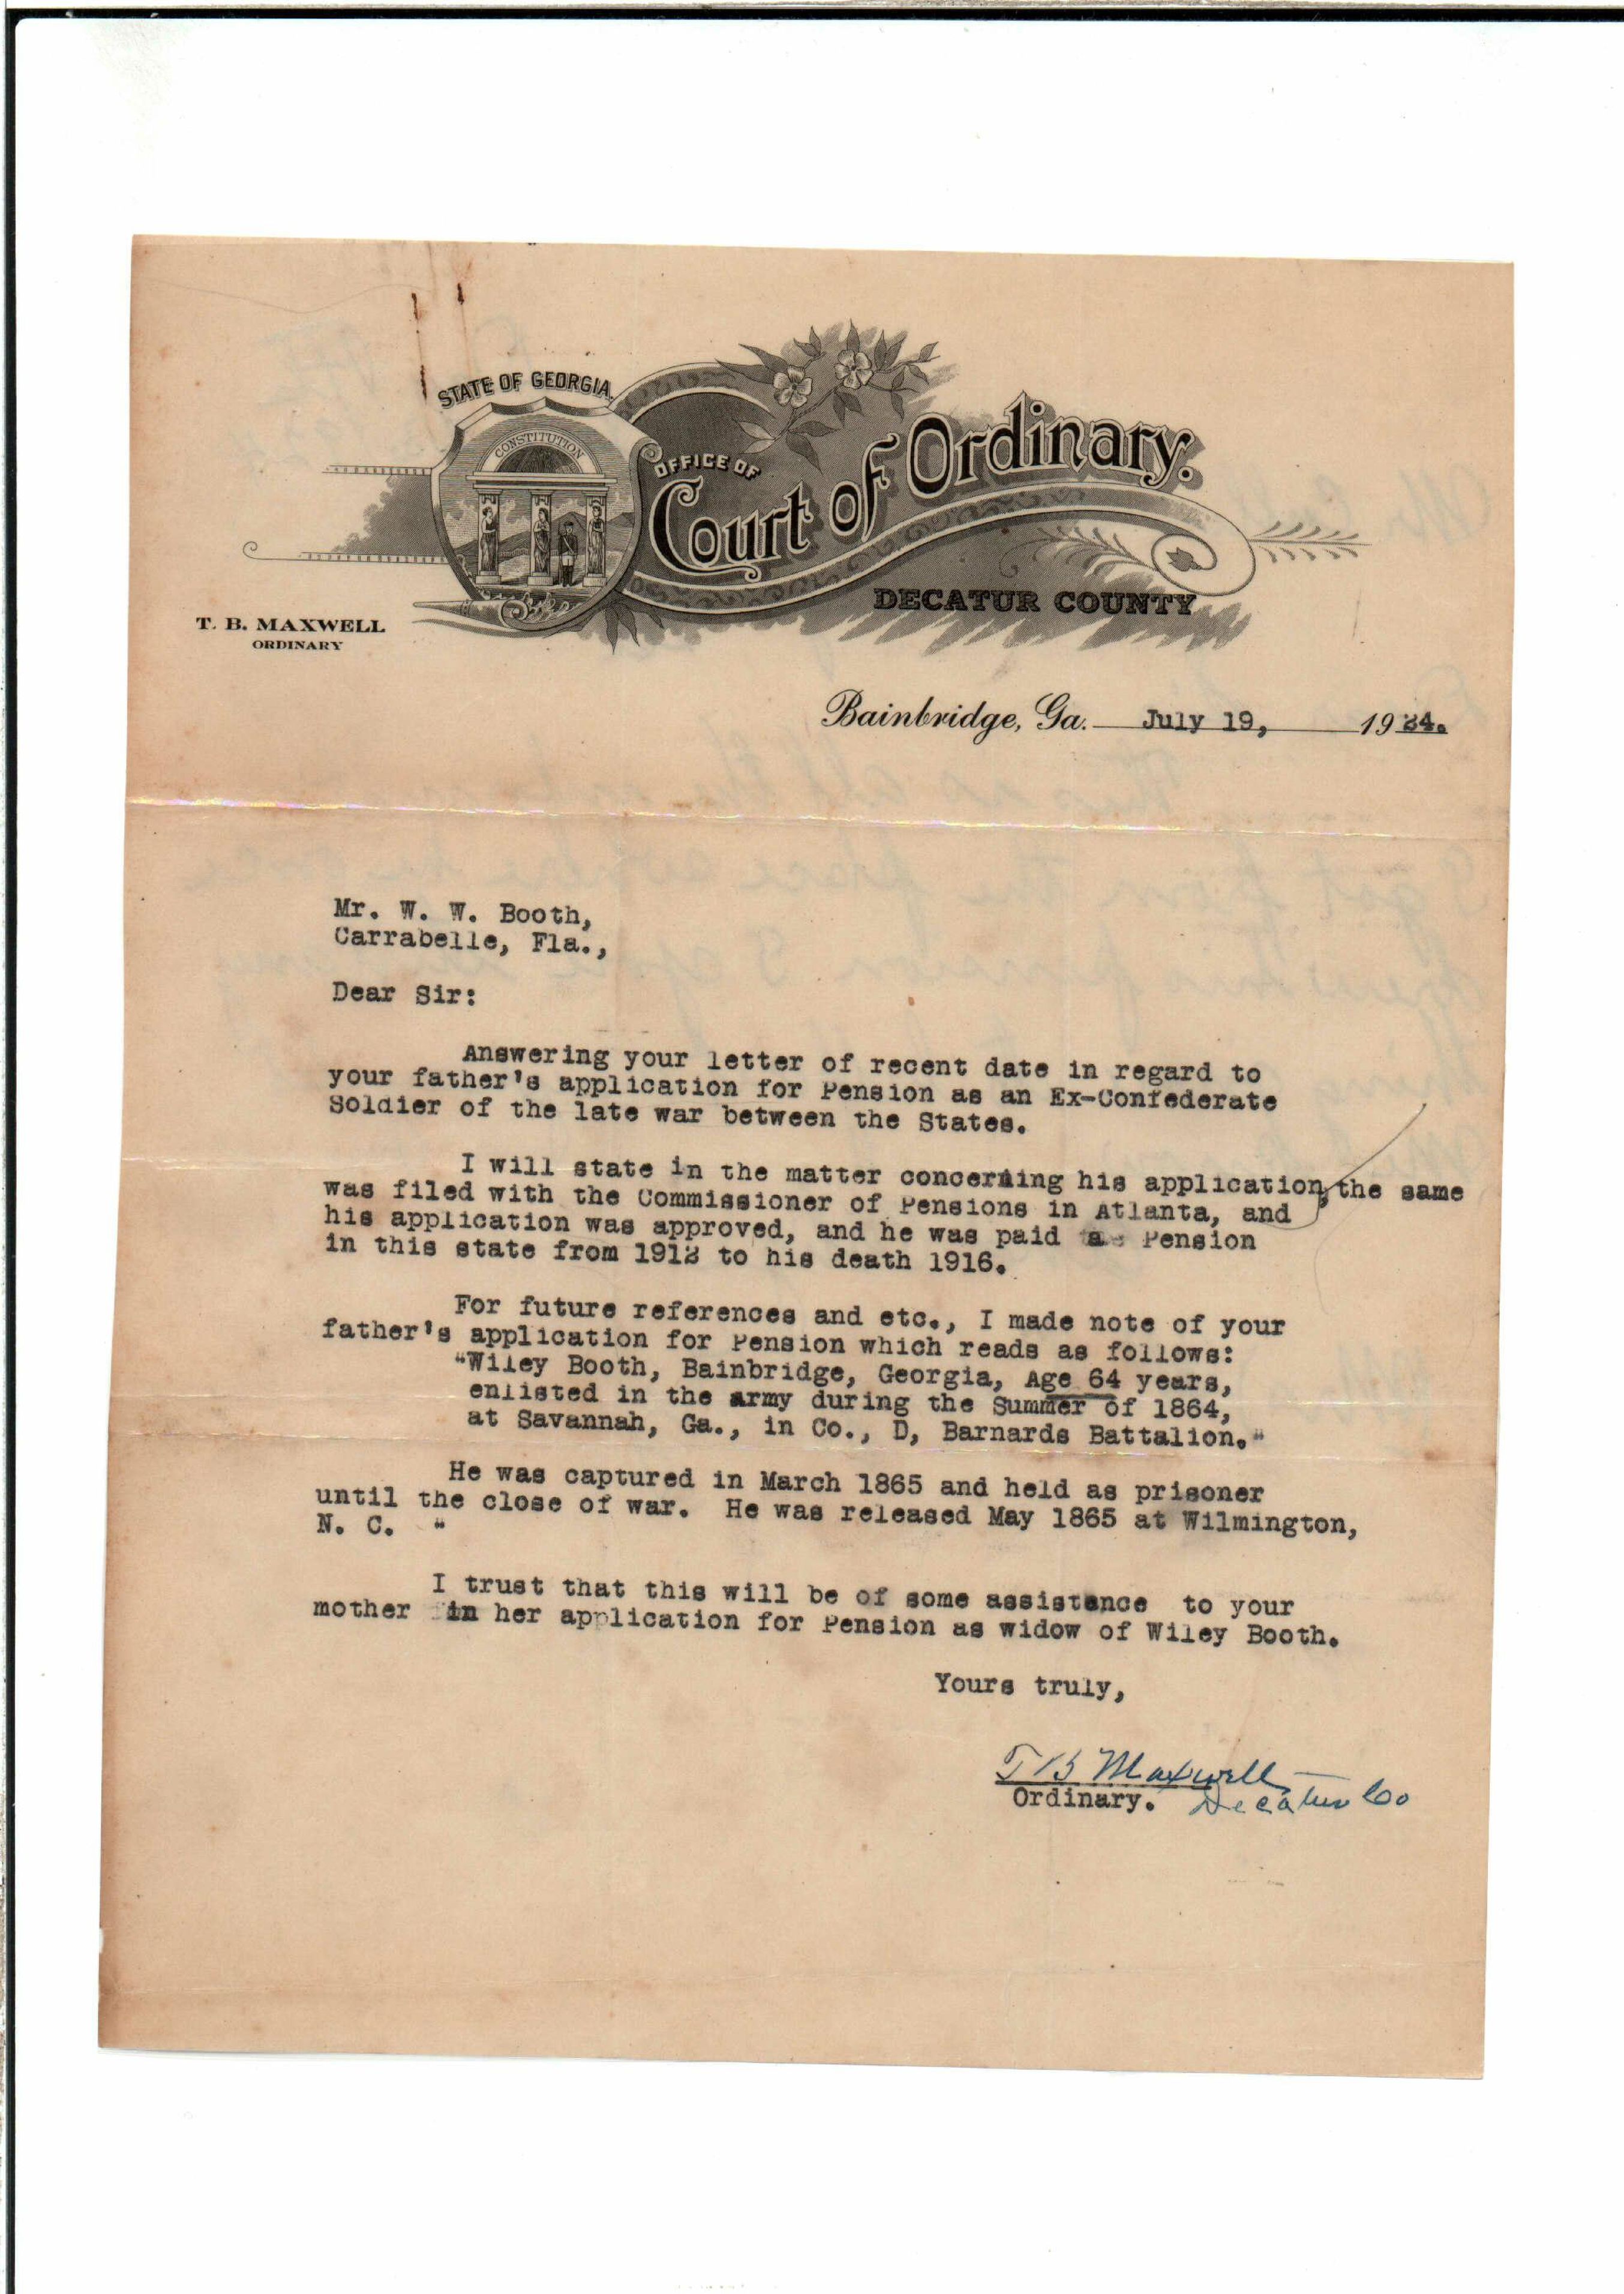 STATE OF GEORGIA
CONSTITUTION
OFFICE OF
Court of Ordinary.
DECATUR COUNTY
T. B. MAXWELL
ORDINARY
Bainbridge, Ga. July 19, 1924.
Mr. W. W. Booth,
Carrabelle, Fla.,
Dear Sir:
Answering your letter of recent date in regard to
your father's application for Pension as an Ex-Confederate
Soldier of the late war between the States.
I will state in the matter concerning his application, the same
was filed with the Commissioner of Pensions in Atlanta, and
his application was approved, and he was paid a Pension
in this state from 1912 to his death 1916.
For future references and etc., I made note of your
father's application for Pension which reads as follows:
"Wiley Booth, Bainbridge, Georgia, Age 64 years,
enlisted in the army during the Summer of 1864,
at Savannah, Ga., in Co., D, Barnards Battalion."
He was captured in March 1865 and held as prisoner
until the close of war. He was released May 1865 at Wilmington,
N. C. "
I trust that this will be of some assistance to your
mother in her application for Pension as widow of Wiley Booth.
Yours truly,
T B Maxwell
Ordinary. Decatur Co